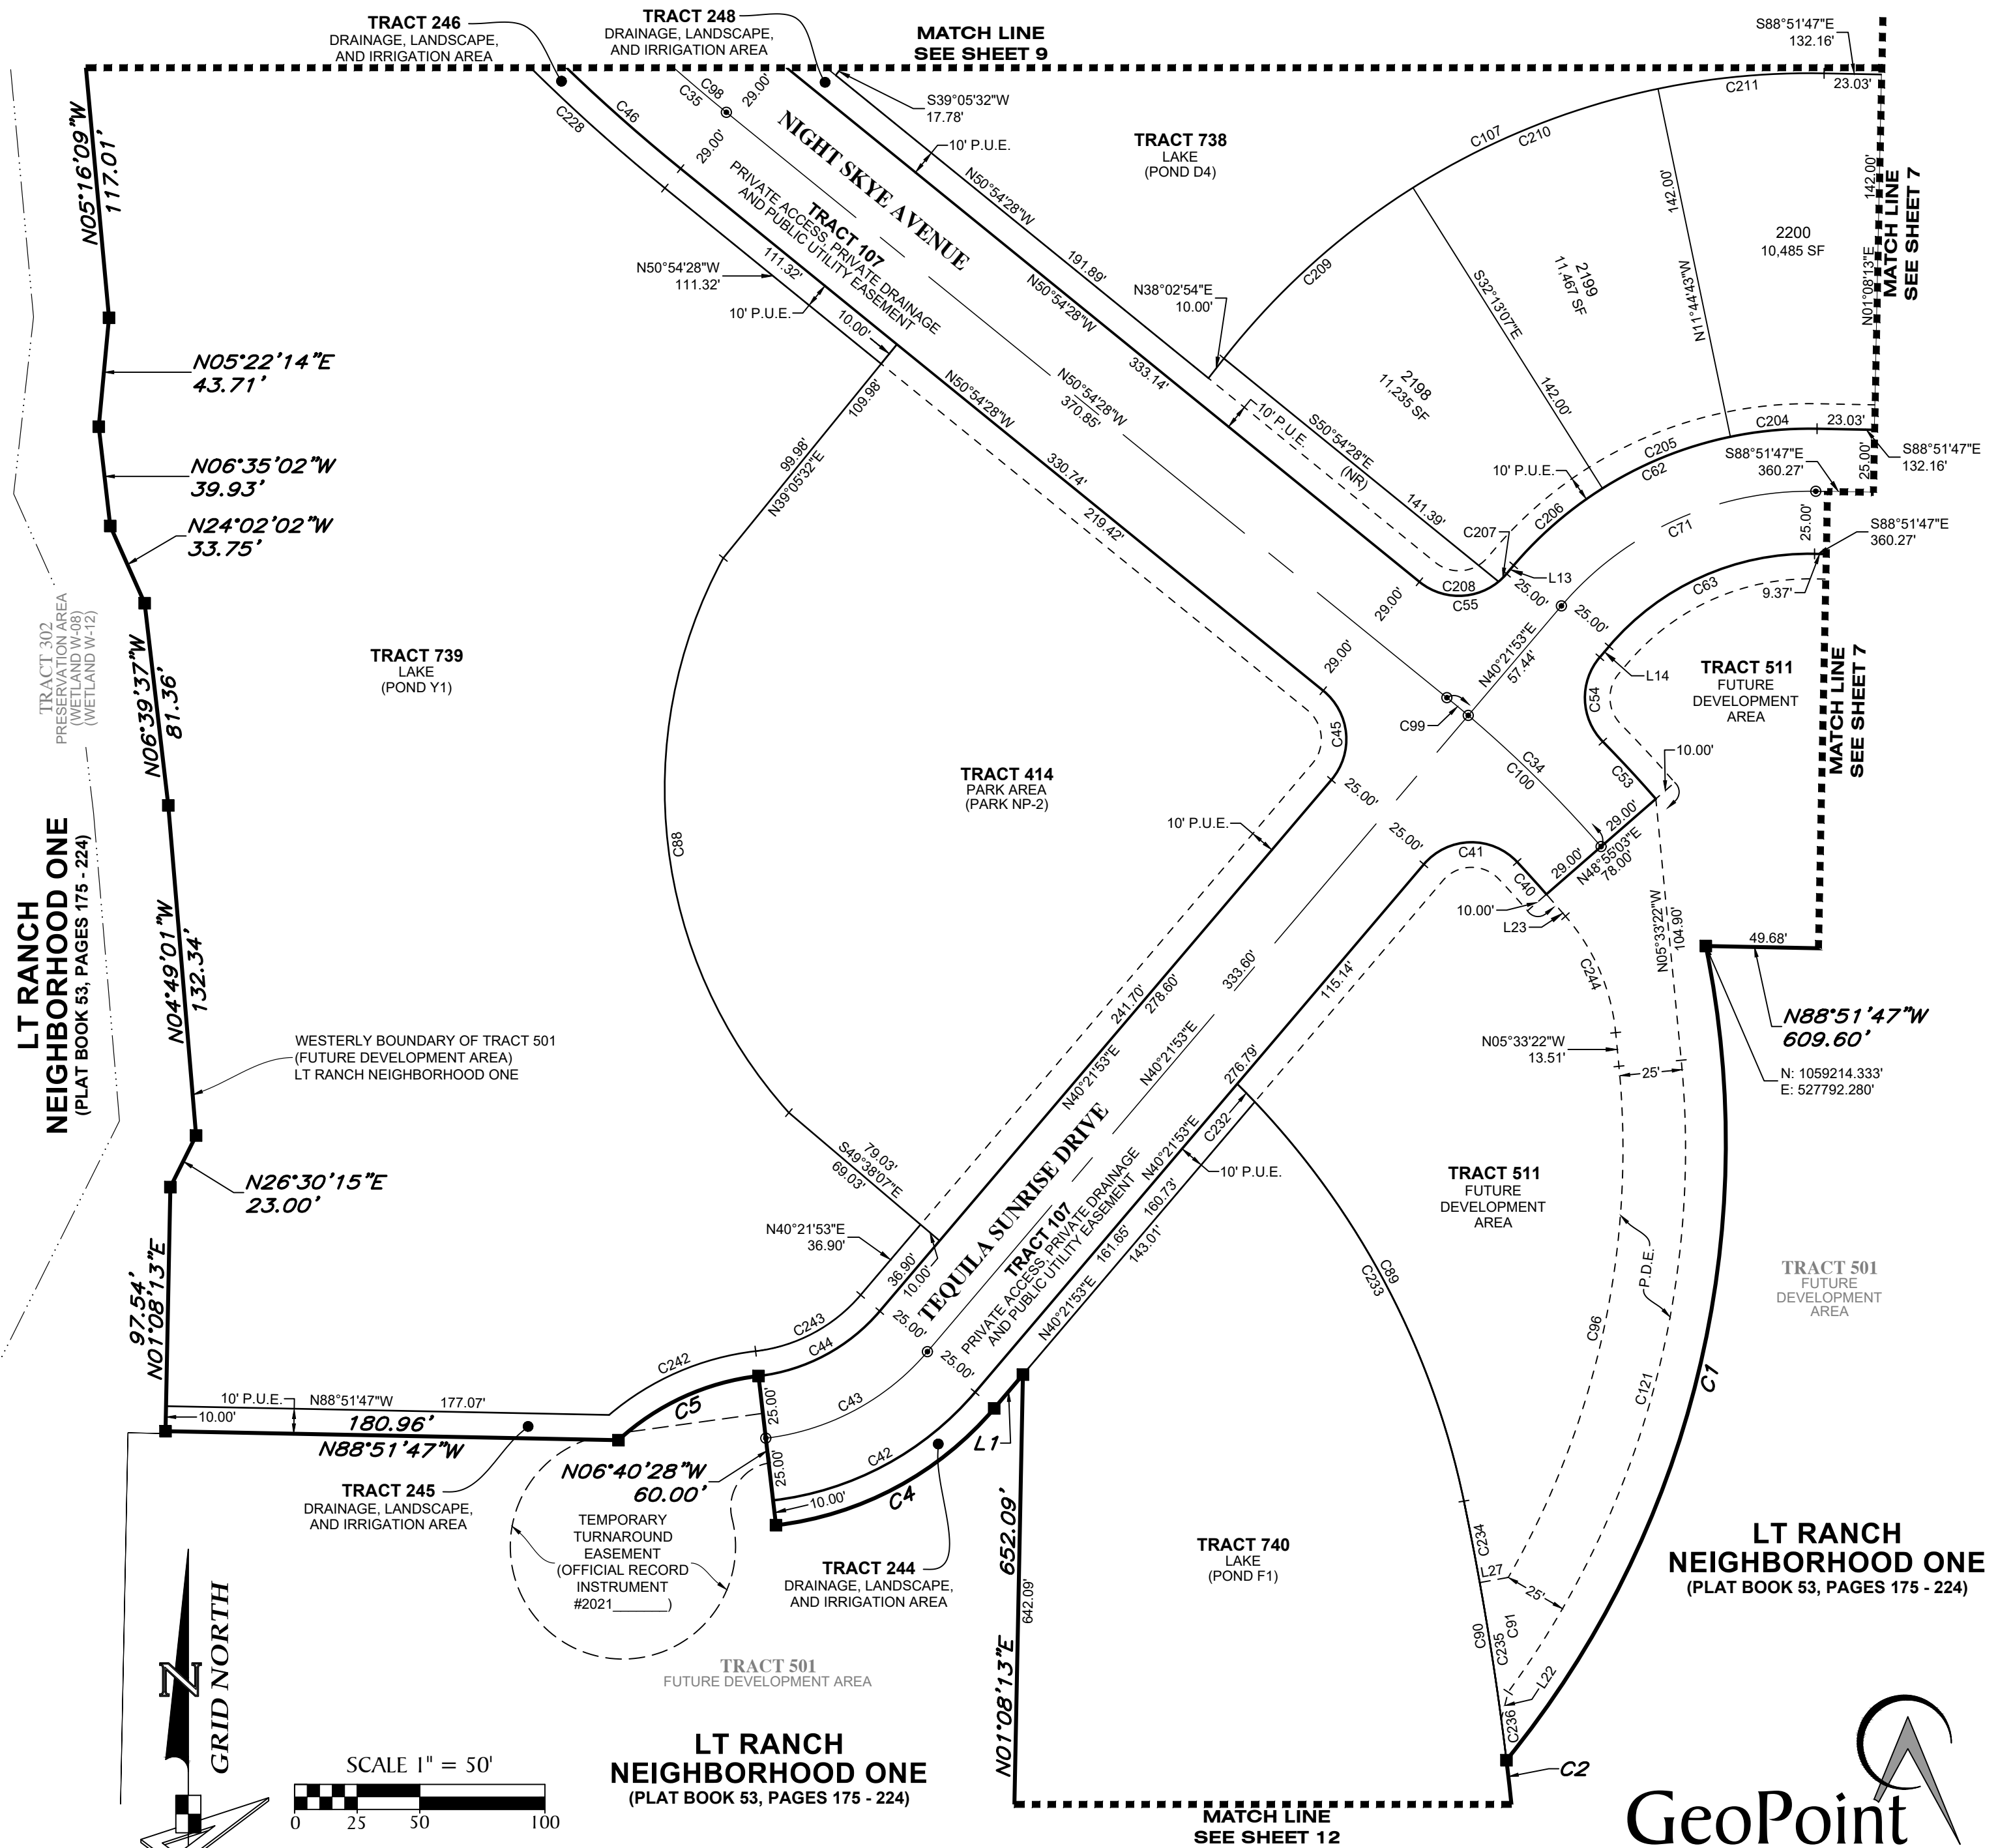 TRACT 246
DRAINAGE, LANDSCAPE,
AND IRRIGATION AREA
TRACT 248
DRAINAGE, LANDSCAPE,
AND IRRIGATION AREA
MATCH LINE
SEE SHEET 9
S88°51'47"E
132.16'
C228
C46
C98
C35
29.00'
29.00'
S39°05'32"W
17.78'
10' P.U.E.
NIGHT SKYE AVENUE
TRACT 738
LAKE
(POND D4)
C107
C210
C211
23.03'
142.00'
142.00'
N01°08'13"E
MATCH LINE
SEE SHEET 7
2200
10,485 SF
N11°44'43"W
2199
11,467 SF
S32°13'07"E
142.00'
C209
2198
11,235 SF
N05°16'09"W
117.01'
N05°22'14"E
43.71'
N06°35'02"W
39.93'
N24°02'02"W
33.75'
N06°39'37"W
81.36'
N04°49'01"W
132.34'
N26°30'15"E
23.00'
97.54'
N01°08'13"E
TRACT 107
PRIVATE ACCESS, PRIVATE DRAINAGE
AND PUBLIC UTILITY EASEMENT
N50°54'28"W
111.32'
111.32'
10' P.U.E.
10.00'
N50°54'28"W
191.89'
N50°54'28"W
333.14'
N38°02'54"E
10.00'
N50°54'28"W
370.85'
N50°54'28"W
330.74'
219.42'
10' P.U.E.
S50°54'28"E
(NR)
141.39'
10' P.U.E.
C204
23.03'
C205
C62
C206
C207
S88°51'47"E
132.16'
S88°51'47"E
360.27'
25.00'
25.00'
S88°51'47"E
360.27'
C71
C63
9.37'
L13
L14
C208
C55
25.00'
25.00'
29.00'
29.00'
N40°21'53"E
57.44'
C99
C54
C34
C100
C53
10.00'
MATCH LINE
SEE SHEET 7
TRACT 511
FUTURE
DEVELOPMENT
AREA
109.98'
99.98'
N39°05'32"E
TRACT 302
PRESERVATION AREA
(WETLAND W-08)
(WETLAND W-12)
TRACT 739
LAKE
(POND Y1)
TRACT 414
PARK AREA
(PARK NP-2)
C88
C45
25.00'
25.00'
10' P.U.E.
C41
C40
29.00'
29.00'
N48°55'03"E
78.00'
10.00'
L23
C244
N05°33'22"W
104.90'
N05°33'22"W
13.51'
25'
49.68'
N88°51'47"W
609.60'
N: 1059214.333'
E: 527792.280'
LT RANCH
NEIGHBORHOOD ONE
(PLAT BOOK 53, PAGES 175 - 224)
WESTERLY BOUNDARY OF TRACT 501
(FUTURE DEVELOPMENT AREA)
LT RANCH NEIGHBORHOOD ONE
241.70'
278.60'
N40°21'53"E
333.60'
N40°21'53"E
115.14'
276.79'
N40°21'53"E
C232
10' P.U.E.
TEQUILA SUNRISE DRIVE
TRACT 107
PRIVATE ACCESS, PRIVATE DRAINAGE
AND PUBLIC UTILITY EASEMENT
160.73'
161.65'
143.01'
N40°21'53"E
79.03'
S49°38'07"E
69.03'
N40°21'53"E
36.90'
36.90'
10.00'
25.00'
25.00'
TRACT 511
FUTURE
DEVELOPMENT
AREA
P.D.E.
TRACT 501
FUTURE
DEVELOPMENT
AREA
C89
C233
C96
C121
C1
C242
C243
C44
C5
C43
C42
C4
L1
25.00'
25.00'
10' P.U.E.
N88°51'47"W
177.07'
10.00'
180.96'
N88°51'47"W
N06°40'28"W
60.00'
10.00'
TRACT 245
DRAINAGE, LANDSCAPE,
AND IRRIGATION AREA
TEMPORARY
TURNAROUND
EASEMENT
(OFFICIAL RECORD
INSTRUMENT
#2021________)
TRACT 244
DRAINAGE, LANDSCAPE,
AND IRRIGATION AREA
652.09'
642.09'
N01°08'13"E
TRACT 740
LAKE
(POND F1)
C234
L27
25'
C90
C235
C91
L22
C236
C2
LT RANCH
NEIGHBORHOOD ONE
(PLAT BOOK 53, PAGES 175 - 224)
TRACT 501
FUTURE DEVELOPMENT AREA
LT RANCH
NEIGHBORHOOD ONE
(PLAT BOOK 53, PAGES 175 - 224)
N
GRID NORTH
SCALE 1" = 50'
0 25 50 100
MATCH LINE
SEE SHEET 12
GeoPoint